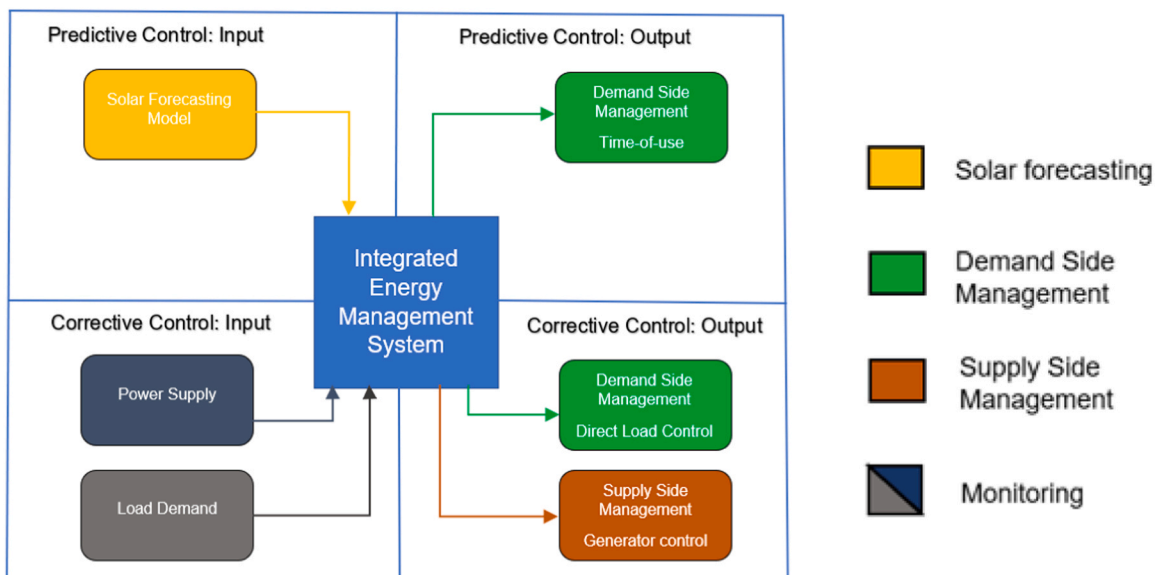 Predictive Control: Input
Solar Forecasting
Model
Predictive Control: Output
Demand Side
Management
Time-of-use
Integrated
Energy
Management
System
Corrective Control: Input
Power Supply
Load Demand
Corrective Control: Output
Demand Side
Management
Direct Load Control
Supply Side
Management
Generator control
Solar forecasting
Demand Side
Management
Supply Side
Management
Monitoring